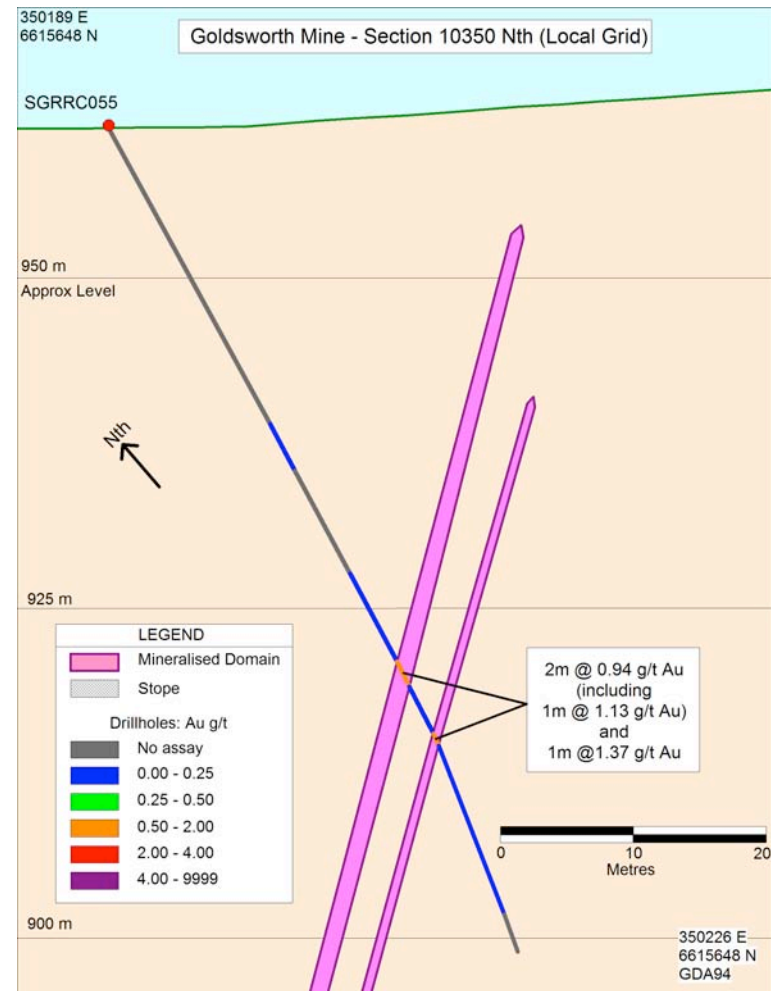 350189 E
6615648 N
Goldsworth Mine - Section 10350 Nth (Local Grid)
SGRRC055
950 m
Approx Level
Nth
925 m
LEGEND
Mineralised Domain
Stope
Drillholes: Au g/t
No assay
0.00 - 0.25
0.25 - 0.50
0.50 - 2.00
2.00 - 4.00
4.00 - 9999
2m @ 0.94 g/t Au
(including
1m @ 1.13 g/t Au)
and
1m @1.37 g/t Au
0 10 20
Metres
900 m
350226 E
6615648 N
GDA94